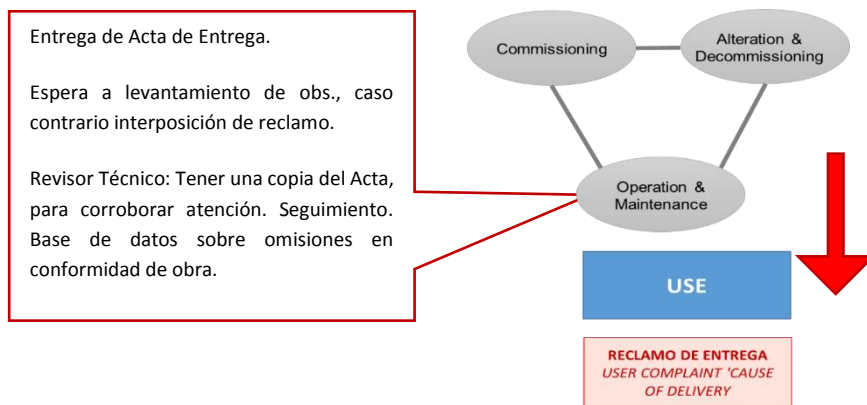 Entrega de Acta de Entrega.
Espera a levantamiento de obs., caso
contrario interposición de reclamo.
Revisor Técnico: Tener una copia del Acta,
para corroborar atención. Seguimiento.
Base de datos sobre omisiones en
conformidad de obra.
Commissioning
Alteration &
Decommissioning
Operation &
Maintenance
USE
RECLAMO DE ENTREGA
USER COMPLAINT 'CAUSE
OF DELIVERY